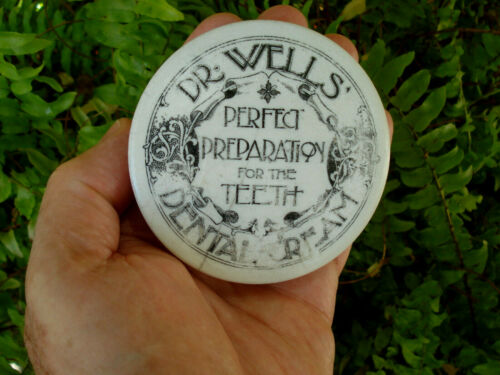 DR. WELLS'
PERFECT
PREPARATION
FOR THE
TEETH
DENTAL CREAM